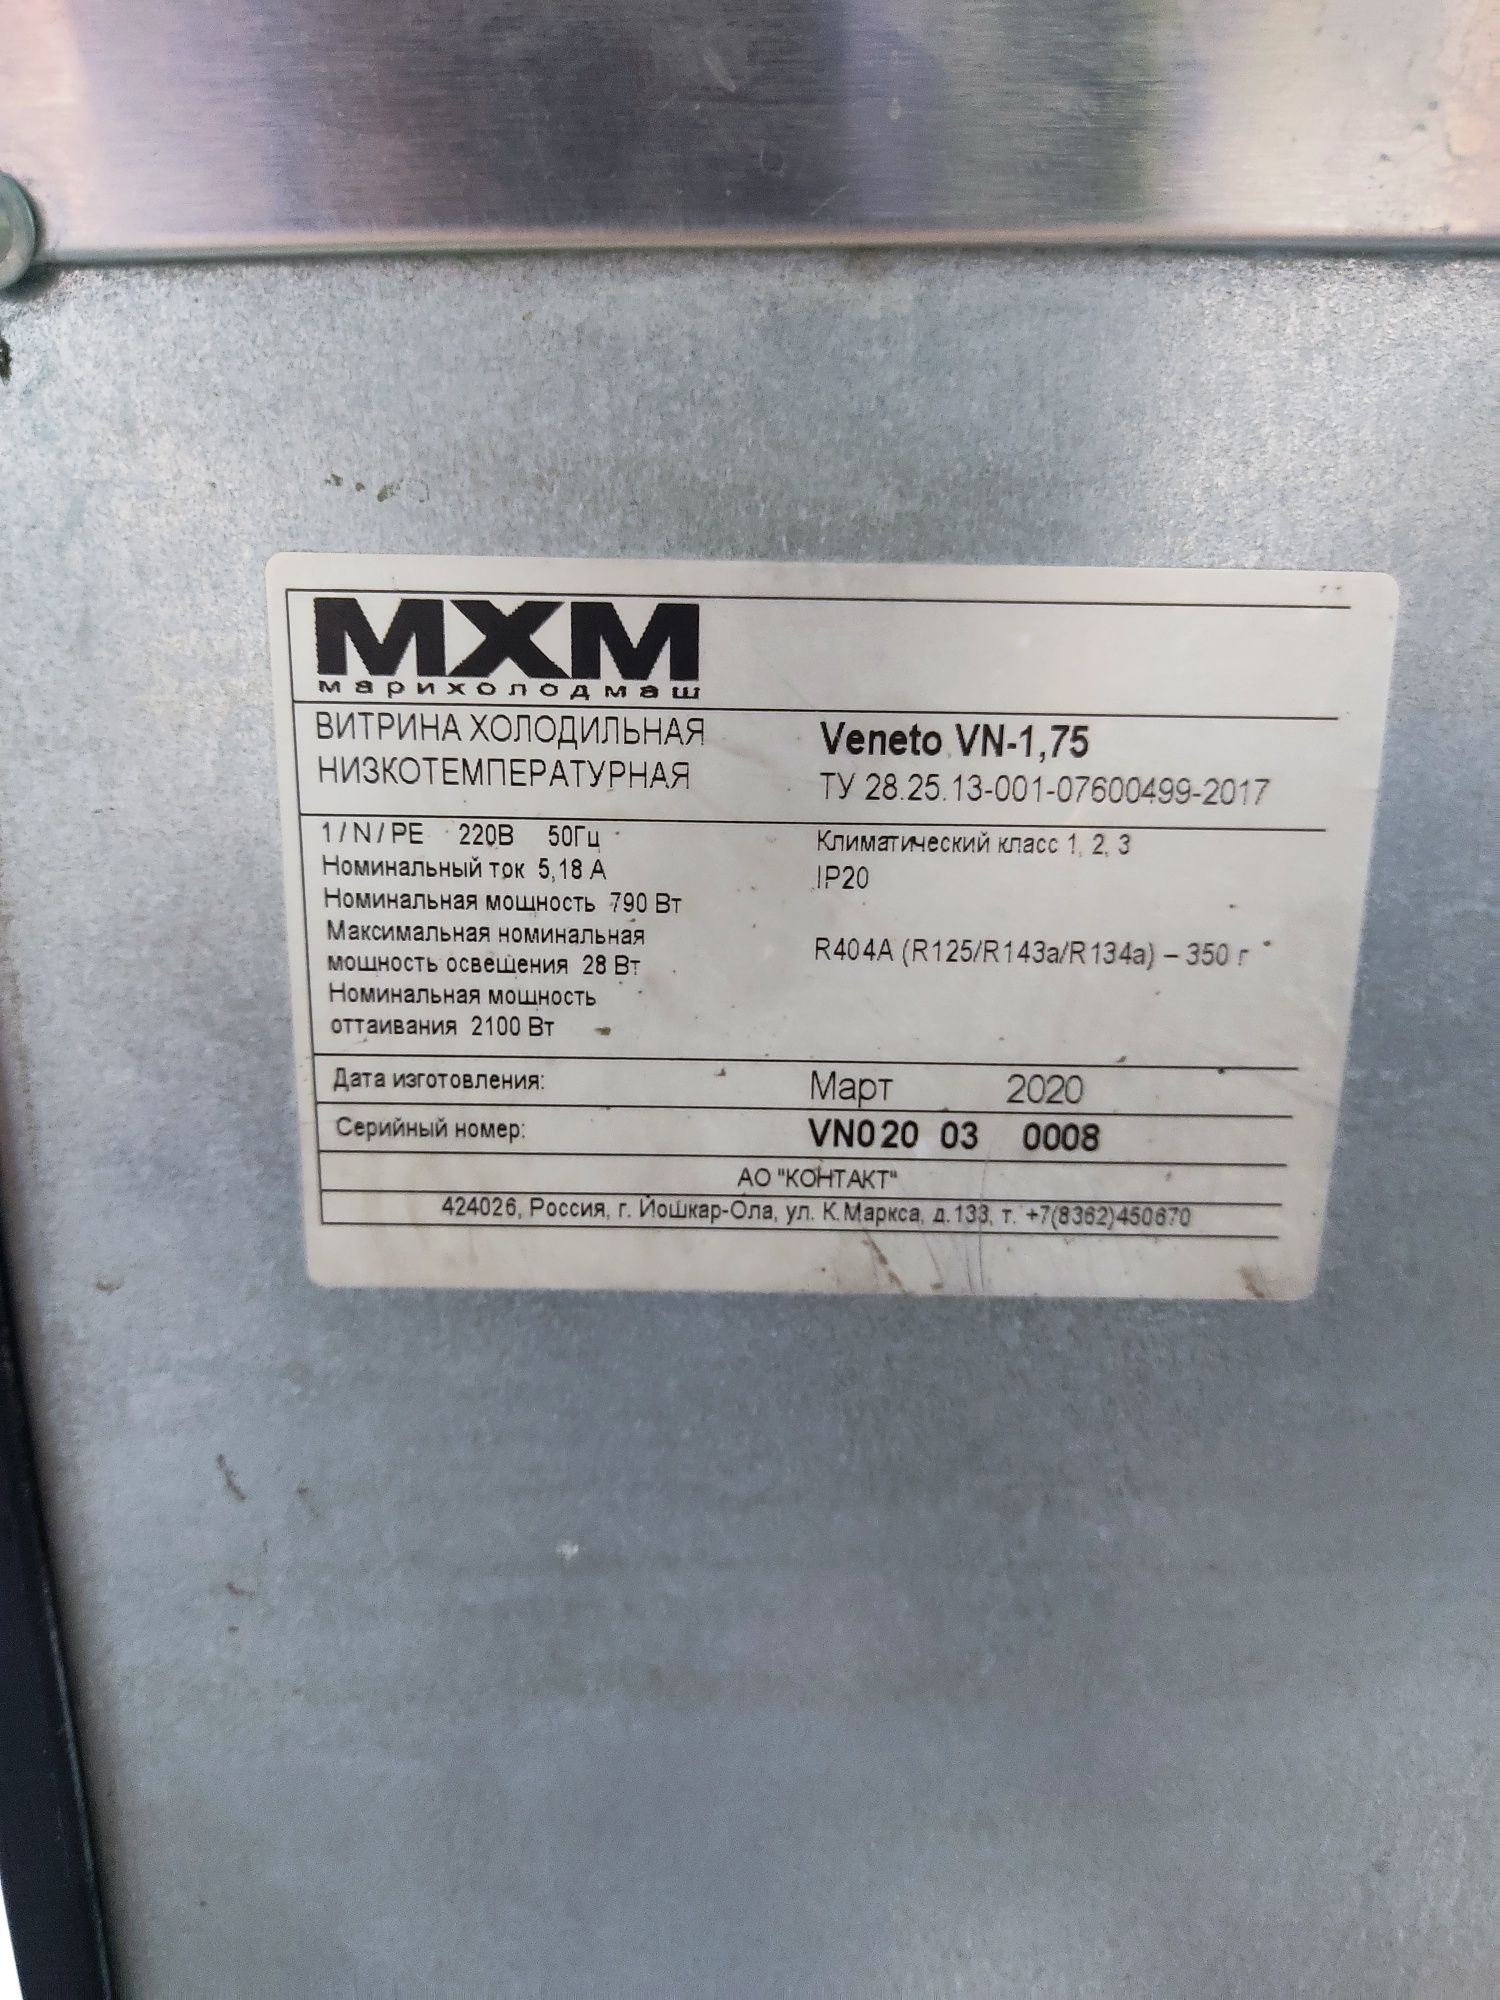 МХМ
марихолодмаш
ВИТРИНА ХОЛОДИЛЬНАЯ
НИЗКОТЕМПЕРАТУРНАЯ
Veneto VN-1,75
ТУ 28.25.13-001-07600499-2017
1 / N / PE 220В 50Гц
Номинальный ток 5,18 А
Номинальная мощность 790 Вт
Максимальная номинальная
мощность освещения 28 Вт
Номинальная мощность
оттаивания 2100 Вт
Климатический класс 1, 2, 3
IP20
R404A (R125/R143a/R134a) – 350 г
Дата изготовления: Март 2020
Серийный номер: VN020 03 0008
АО "КОНТАКТ"
424026, Россия, г. Йошкар-Ола, ул. К.Маркса, д.133, т. +7(8362)450670